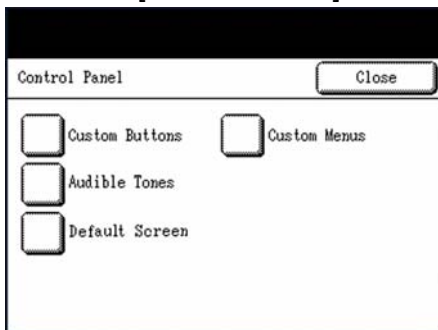 Control Panel
Close
Custom Buttons
Custom Menus
Audible Tones
Default Screen